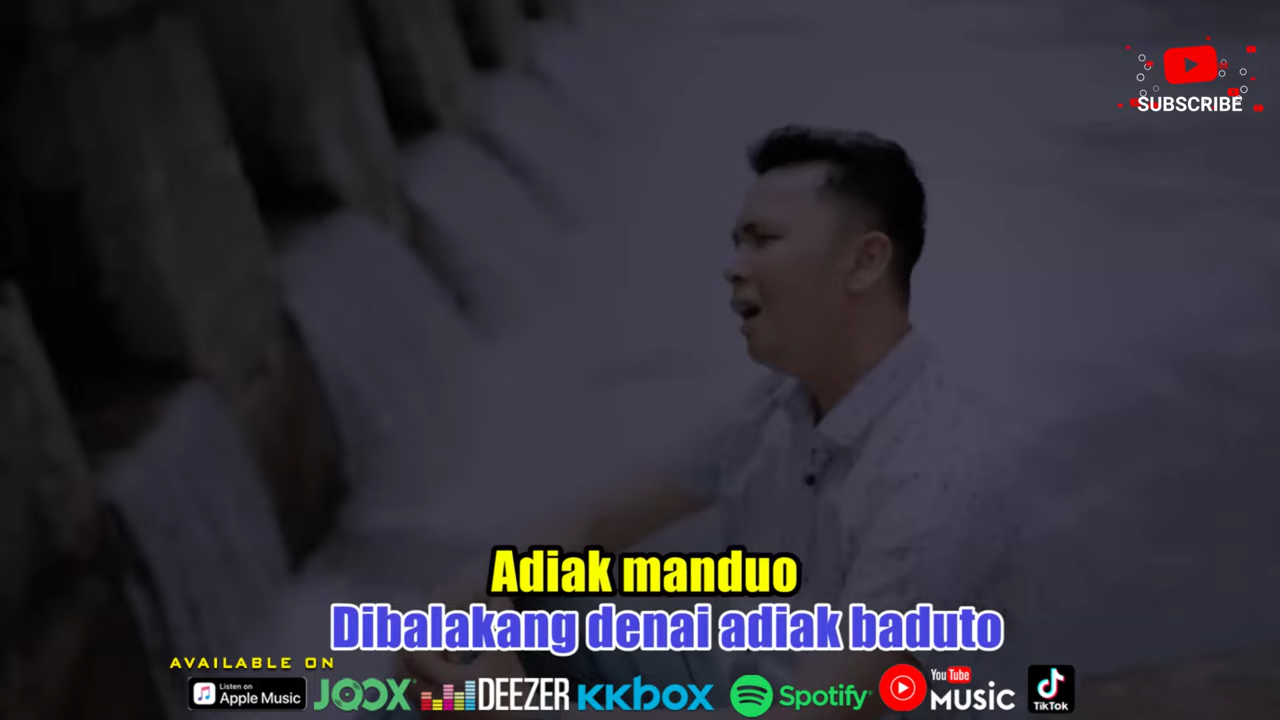 SUBSCRIBE
Adiak manduo
Dibalakang denai adiak baduto
AVAILABLE ON
Listen on
Apple Music
JOOX
DEEZER
KKBOX
Spotify
YouTube
MUSIC
TikTok